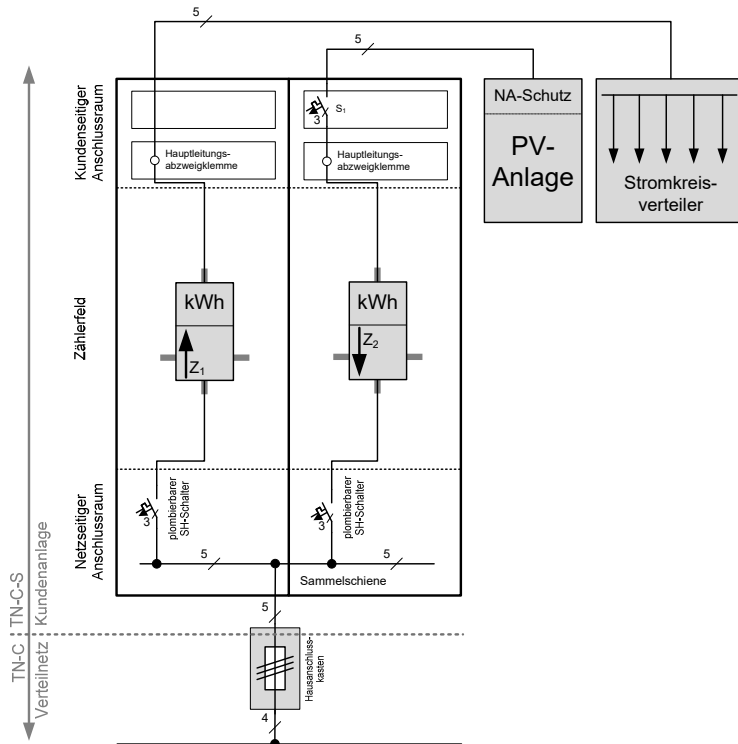 5
5
Kundenseitiger
Anschlussraum
S1
3
Hauptleitungs-
abzweigklemme
Hauptleitungs-
abzweigklemme
NA-Schutz
PV-
Anlage
Stromkreis-
verteiler
Zählerfeld
kWh
Z1
kWh
Z2
Netzseitiger
Anschlussraum
3
plombierbarer
SH-Schalter
3
plombierbarer
SH-Schalter
5
5
Sammelschiene
TN-C-S
Kundenanlage
5
TN-C
Verteilnetz
Hausanschluss-
kasten
4